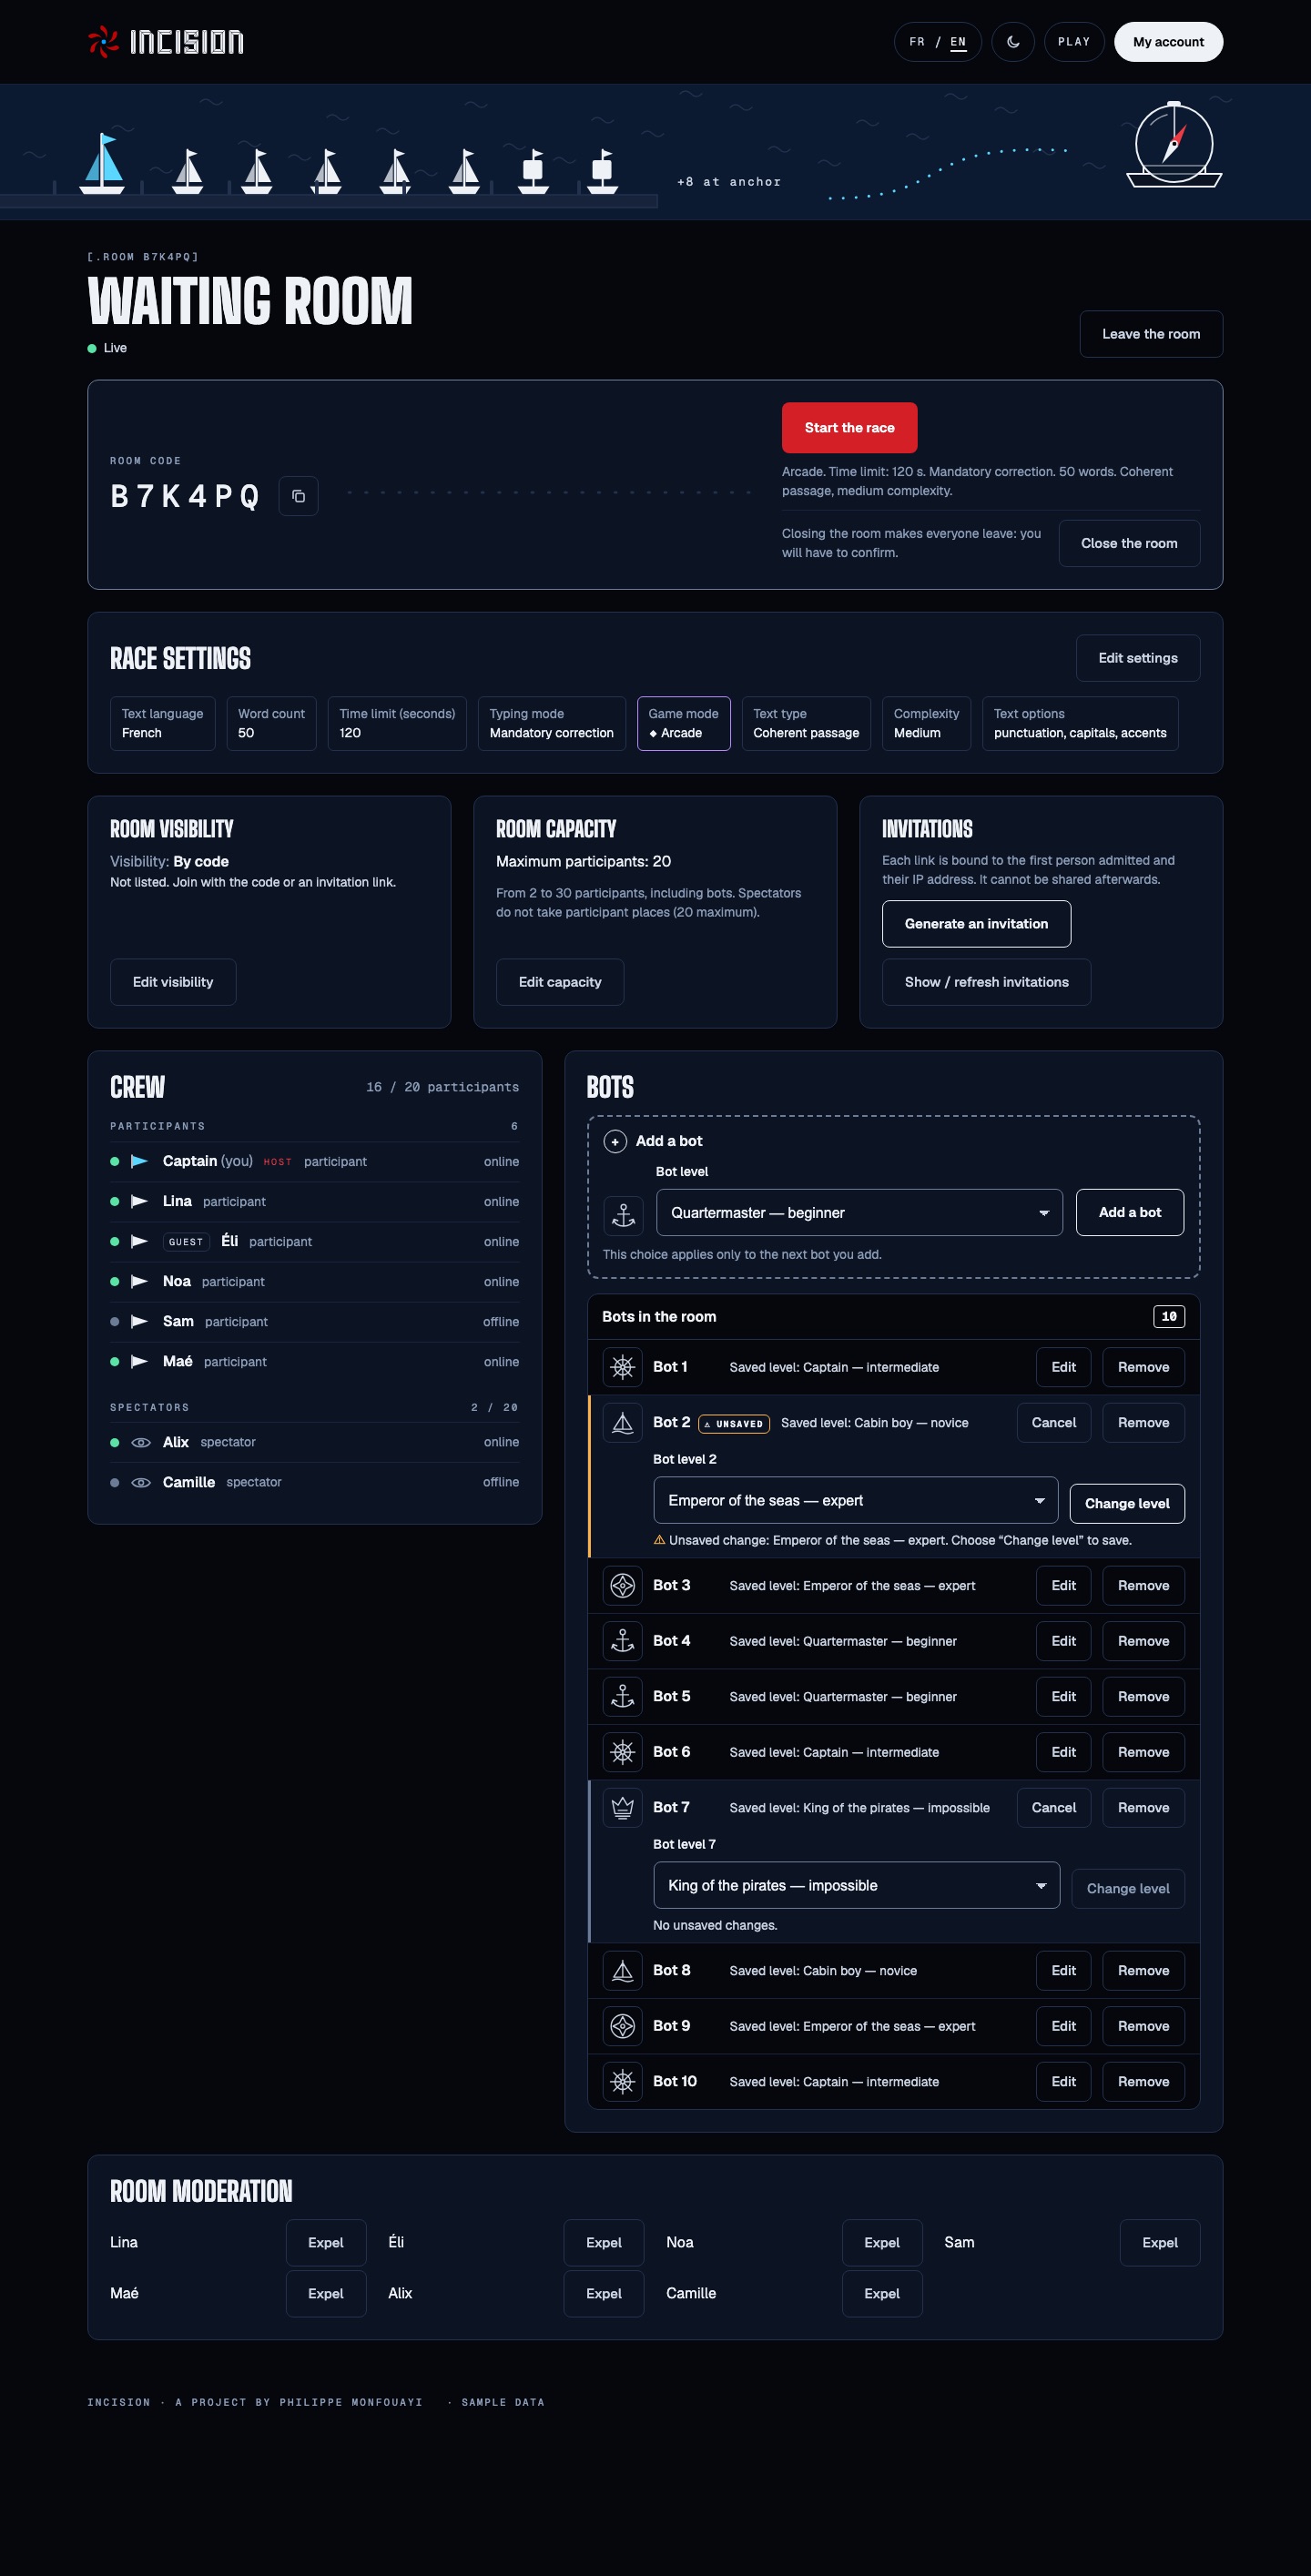 INCISION
FR / EN
PLAY
My account
+8 at anchor
[.ROOM B7K4PQ]
WAITING ROOM
Live
Leave the room
ROOM CODE
B7K4PQ
Start the race
Arcade. Time limit: 120 s. Mandatory correction. 50 words. Coherent
passage, medium complexity.
Closing the room makes everyone leave: you
will have to confirm.
Close the room
RACE SETTINGS
Edit settings
Text language
French
Word count
50
Time limit (seconds)
120
Typing mode
Mandatory correction
Game mode
◆ Arcade
Text type
Coherent passage
Complexity
Medium
Text options
punctuation, capitals, accents
ROOM VISIBILITY
Visibility: By code
Not listed. Join with the code or an invitation link.
Edit visibility
ROOM CAPACITY
Maximum participants: 20
From 2 to 30 participants, including bots. Spectators
do not take participant places (20 maximum).
Edit capacity
INVITATIONS
Each link is bound to the first person admitted and
their IP address. It cannot be shared afterwards.
Generate an invitation
Show / refresh invitations
CREW
16 / 20 participants
PARTICIPANTS 6
Captain (you) HOST participant online
Lina participant online
GUEST Éli participant online
Noa participant online
Sam participant offline
Maé participant online
SPECTATORS 2 / 20
Alix spectator online
Camille spectator offline
BOTS
+ Add a bot
Bot level
Quartermaster — beginner
Add a bot
This choice applies only to the next bot you add.
Bots in the room 10
Bot 1 Saved level: Captain — intermediate Edit Remove
Bot 2 ⚠ UNSAVED Saved level: Cabin boy — novice Cancel Remove
Bot level 2
Emperor of the seas — expert Change level
⚠ Unsaved change: Emperor of the seas — expert. Choose “Change level” to save.
Bot 3 Saved level: Emperor of the seas — expert Edit Remove
Bot 4 Saved level: Quartermaster — beginner Edit Remove
Bot 5 Saved level: Quartermaster — beginner Edit Remove
Bot 6 Saved level: Captain — intermediate Edit Remove
Bot 7 Saved level: King of the pirates — impossible Cancel Remove
Bot level 7
King of the pirates — impossible Change level
No unsaved changes.
Bot 8 Saved level: Cabin boy — novice Edit Remove
Bot 9 Saved level: Emperor of the seas — expert Edit Remove
Bot 10 Saved level: Captain — intermediate Edit Remove
ROOM MODERATION
Lina Expel Éli Expel Noa Expel Sam Expel
Maé Expel Alix Expel Camille Expel
INCISION · A PROJECT BY PHILIPPE MONFOUAYI · SAMPLE DATA